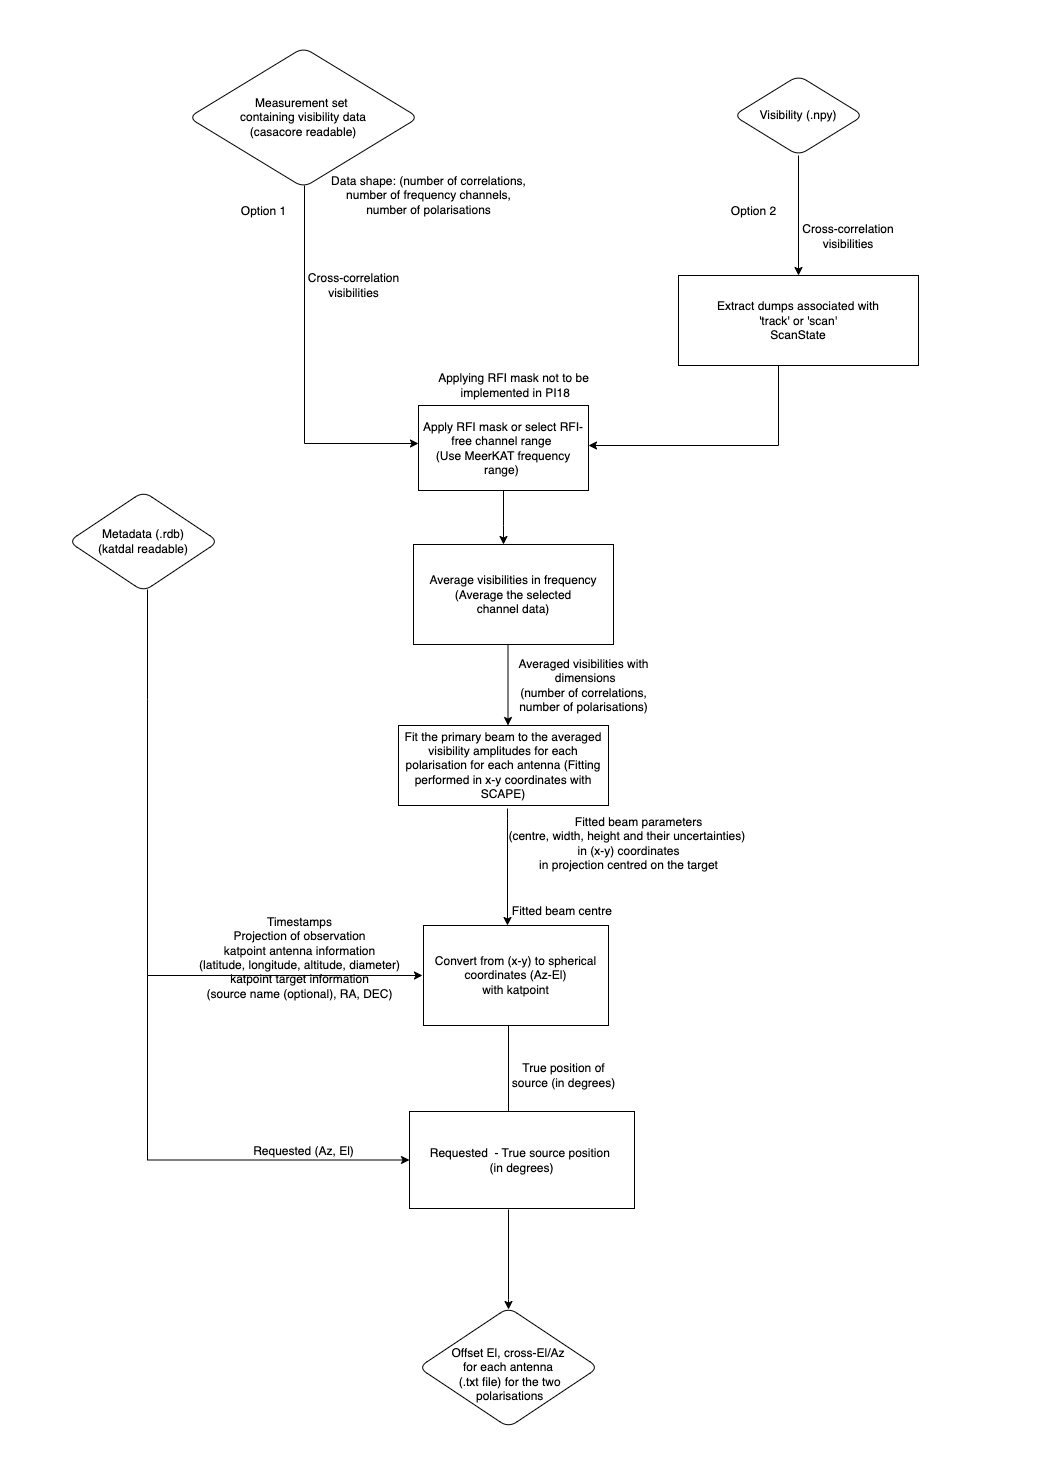 Measurement set
containing visibility data
(casacore readable)
Visibility (.npy)
Data shape: (number of correlations,
number of frequency channels,
number of polarisations
Option 1
Option 2
Cross-correlation
visibilities
Cross-correlation
visibilities
Extract dumps associated with
'track' or 'scan'
ScanState
Applying RFI mask not to be
implemented in PI18
Apply RFI mask or select RFI-
free channel range
(Use MeerKAT frequency
range)
Metadata (.rdb)
(katdal readable)
Average visibilities in frequency
(Average the selected
channel data)
Averaged visibilities with
dimensions
(number of correlations,
number of polarisations)
Fit the primary beam to the averaged
visibility amplitudes for each
polarisation for each antenna (Fitting
performed in x-y coordinates with
SCAPE)
Fitted beam parameters
(centre, width, height and their uncertainties)
in (x-y) coordinates
in projection centred on the target
Fitted beam centre
Timestamps
Projection of observation
katpoint antenna information
(latitude, longitude, altitude, diameter)
katpoint target information
(source name (optional), RA, DEC)
Convert from (x-y) to spherical
coordinates (Az-El)
with katpoint
True position of
source (in degrees)
Requested (Az, El)
Requested  - True source position
(in degrees)
Offset El, cross-El/Az
for each antenna
(.txt file) for the two
polarisations